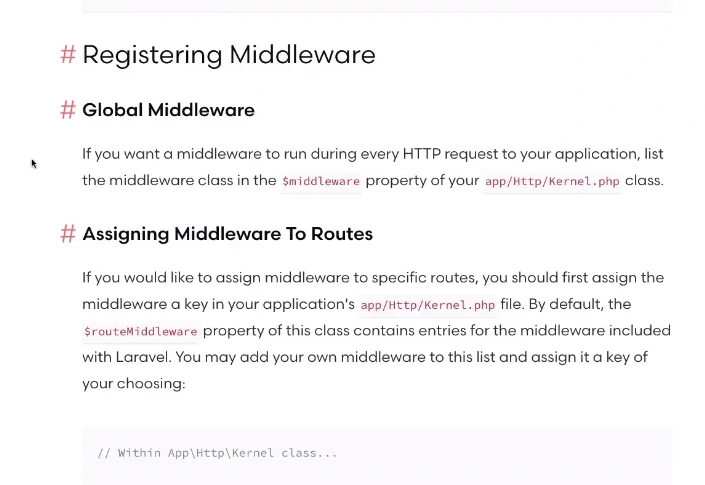 # Registering Middleware
# Global Middleware
If you want a middleware to run during every HTTP request to your application, list
the middleware class in the $middleware property of your app/Http/Kernel.php class.
# Assigning Middleware To Routes
If you would like to assign middleware to specific routes, you should first assign the
middleware a key in your application's app/Http/Kernel.php file. By default, the
$routeMiddleware property of this class contains entries for the middleware included
with Laravel. You may add your own middleware to this list and assign it a key of
your choosing:
// Within App\Http\Kernel class...